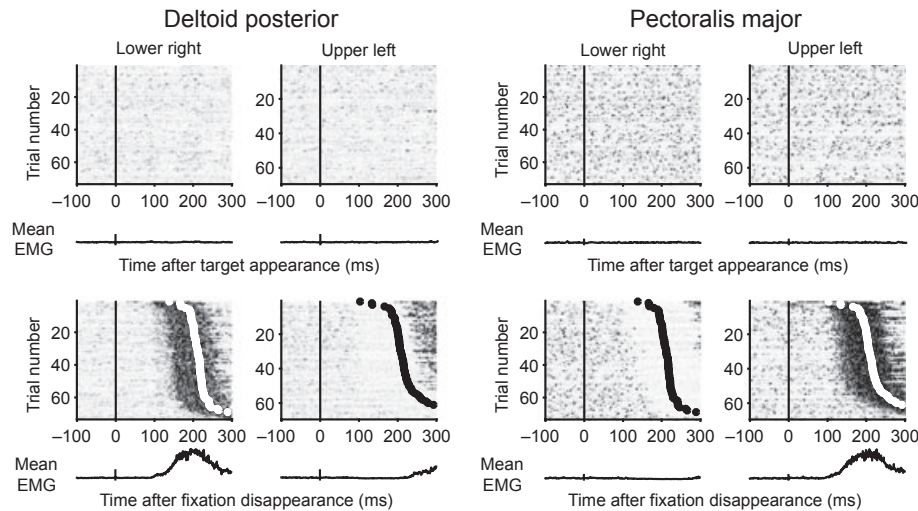 Deltoid posterior Pectoralis major
Lower right Upper left Lower right Upper left
Trial number Trial number
20 20 20 20
40 40 40 40
60 60 60 60
–100 0 100 200 300 –100 0 100 200 300 –100 0 100 200 300 –100 0 100 200 300
Mean EMG Mean EMG
Time after target appearance (ms) Time after target appearance (ms)
Trial number Trial number
20 20 20 20
40 40 40 40
60 60 60 60
–100 0 100 200 300 –100 0 100 200 300 –100 0 100 200 300 –100 0 100 200 300
Mean EMG Mean EMG
Time after fixation disappearance (ms) Time after fixation disappearance (ms)